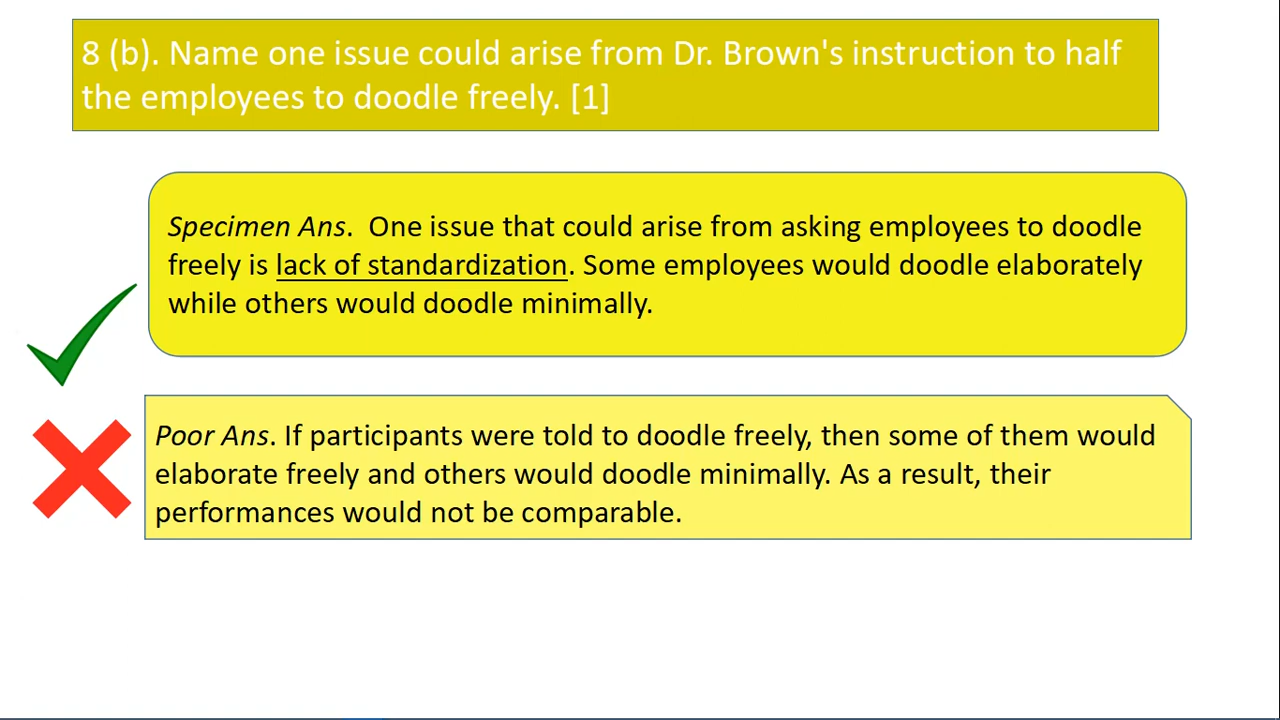 8 (b). Name one issue could arise from Dr. Brown's instruction to half
the employees to doodle freely. [1]
Specimen Ans.  One issue that could arise from asking employees to doodle
freely is lack of standardization. Some employees would doodle elaborately
while others would doodle minimally.
Poor Ans. If participants were told to doodle freely, then some of them would
elaborate freely and others would doodle minimally. As a result, their
performances would not be comparable.